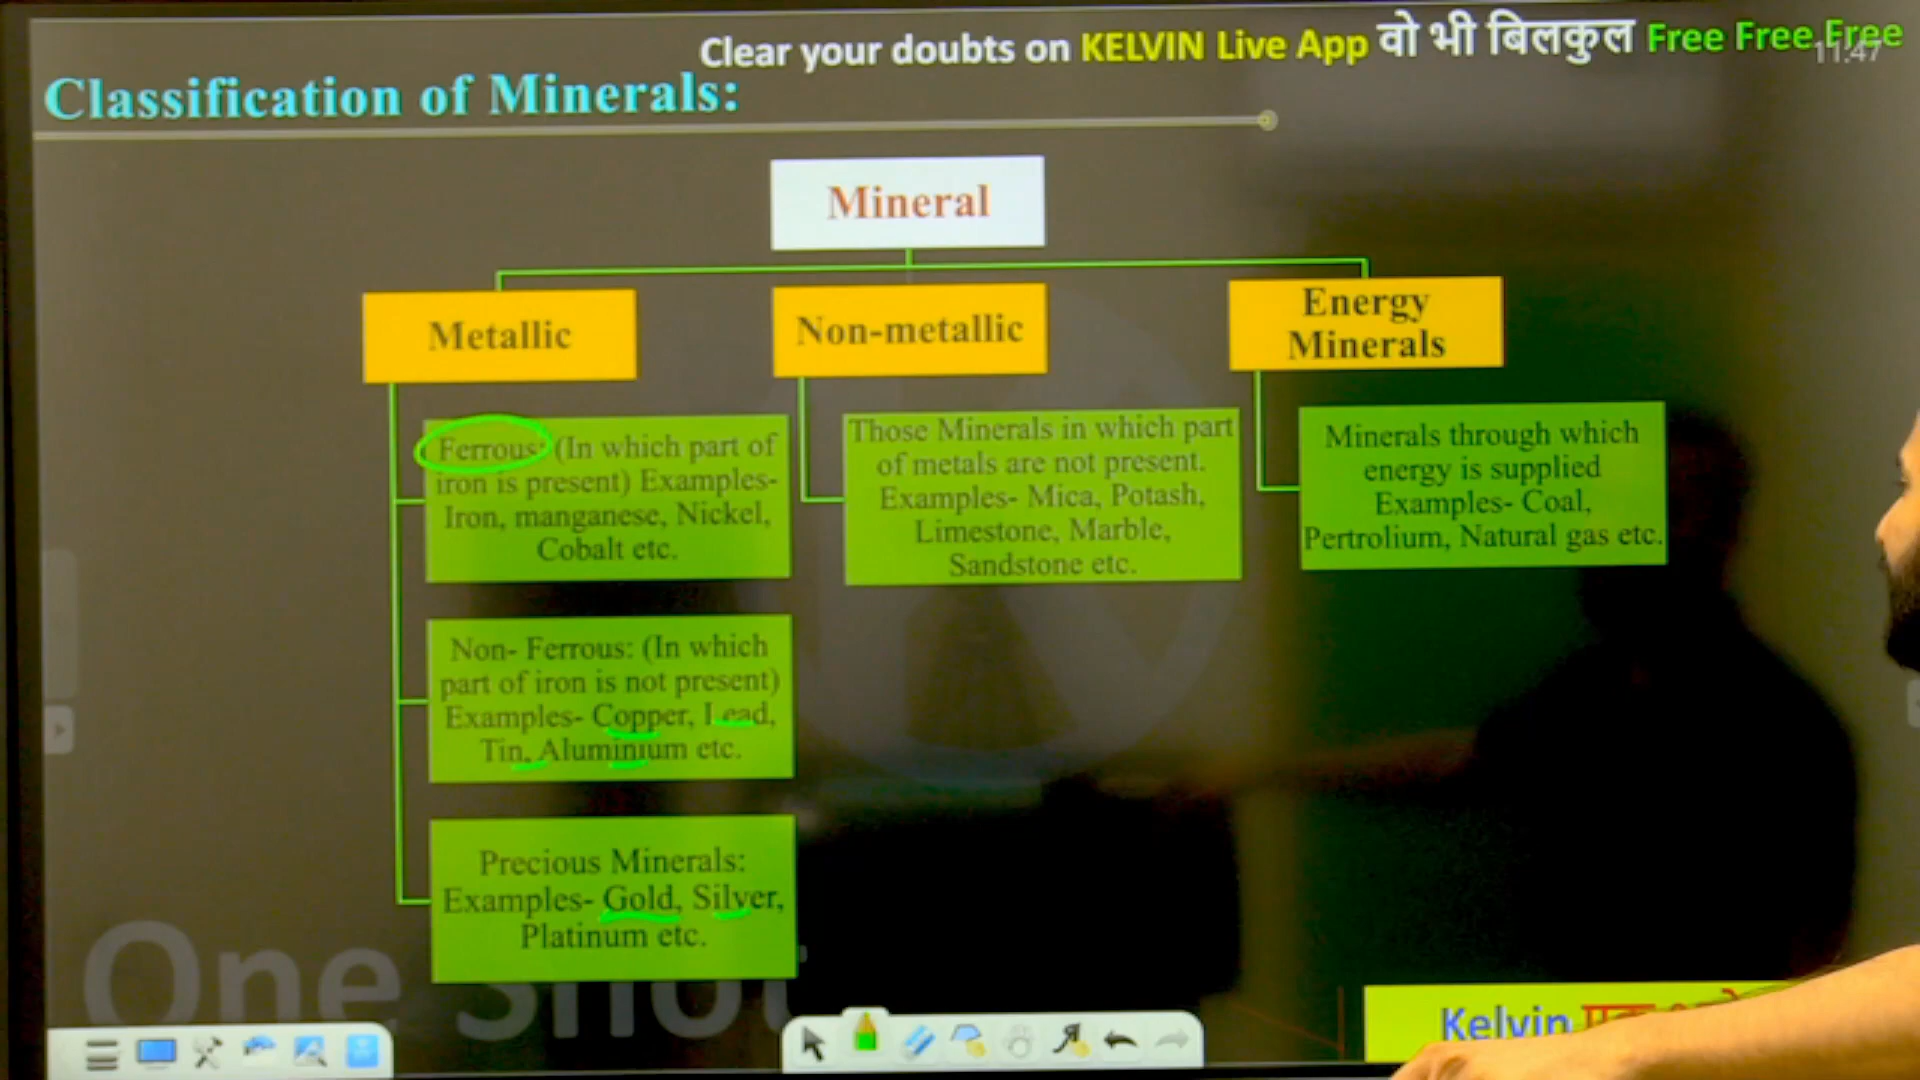 Clear your doubts on KELVIN Live App वो भी बिलकुल Free Free Free
11:47
Classification of Minerals:
Mineral
Metallic
Non-metallic
Energy
Minerals
Ferrous: (In which part of
iron is present) Examples-
Iron, manganese, Nickel,
Cobalt etc.
Those Minerals in which part
of metals are not present.
Examples- Mica, Potash,
Limestone, Marble,
Sandstone etc.
Minerals through which
energy is supplied
Examples- Coal,
Pertrolium, Natural gas etc.
Non- Ferrous: (In which
part of iron is not present)
Examples- Copper, Lead,
Tin, Aluminium etc.
Precious Minerals:
Examples- Gold, Silver,
Platinum etc.
One Shot
Kelvin